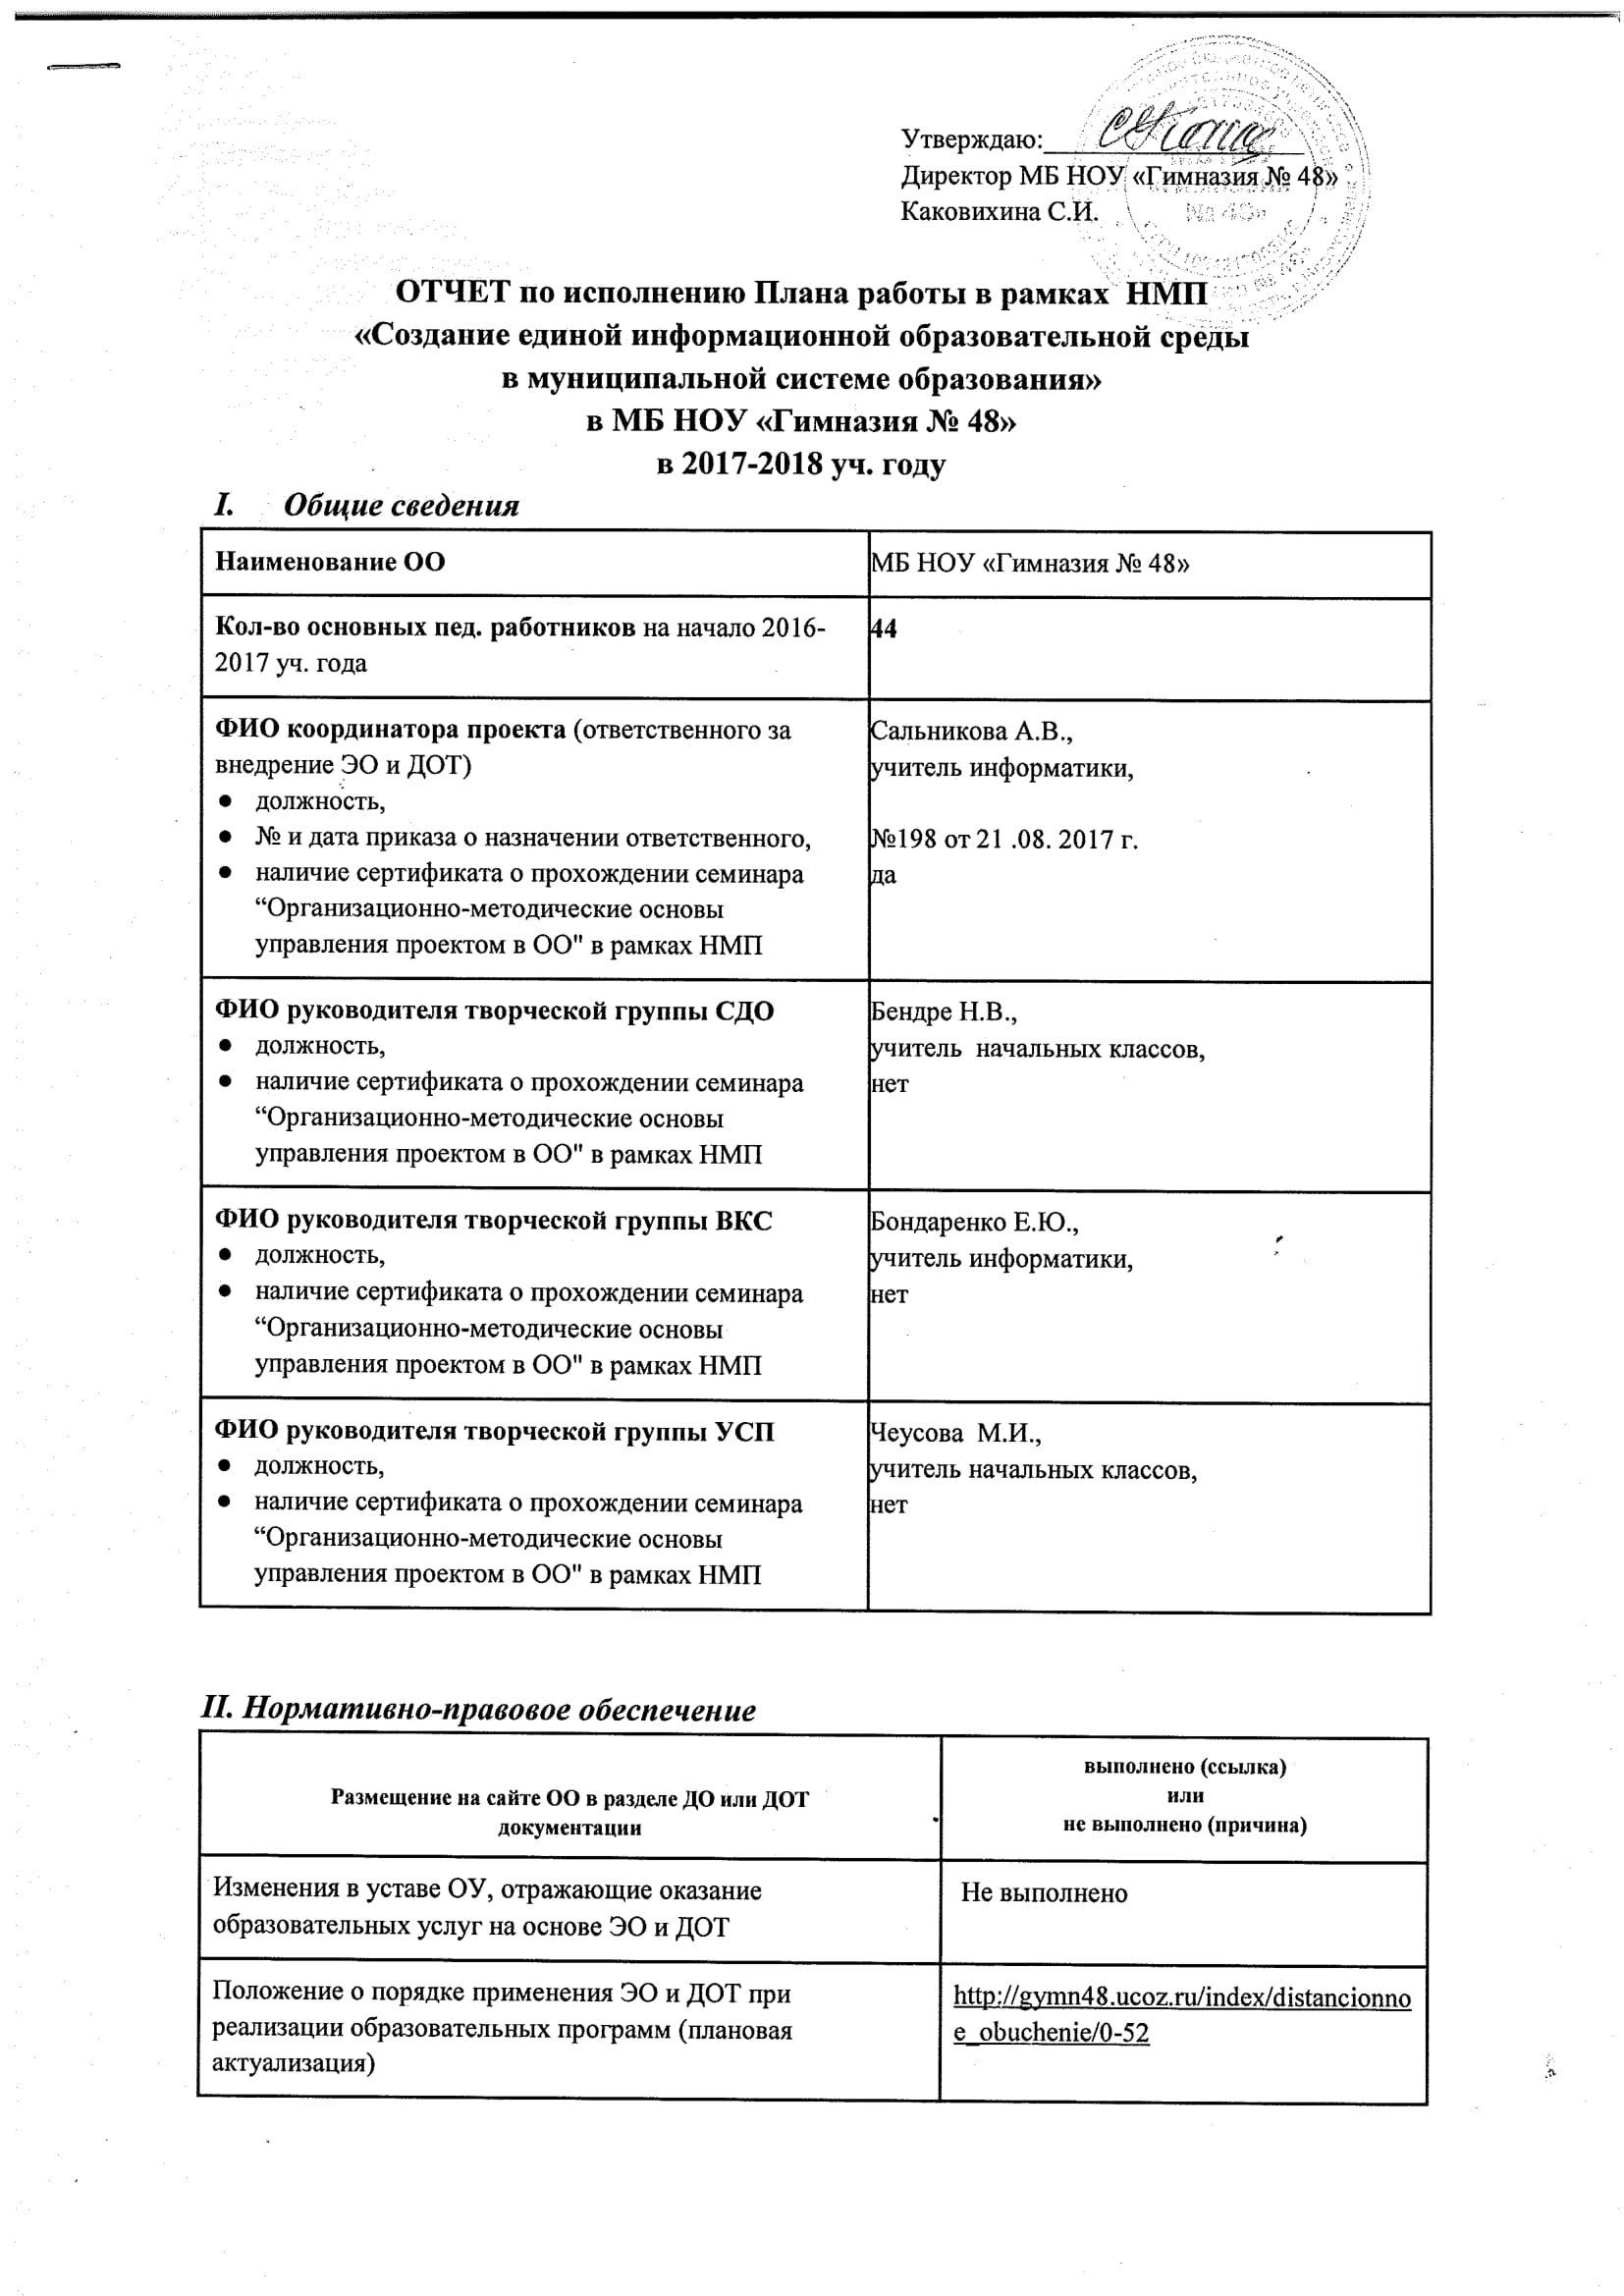 Утверждаю:
Директор МБ НОУ «Гимназия № 48»
Каковихина С.И.
№ 48»
ОТЧЕТ по исполнению Плана работы в рамках НМП
«Создание единой информационной образовательной среды
в муниципальной системе образования»
в МБ НОУ «Гимназия № 48»
в 2017-2018 уч. году
I. Общие сведения
Наименование ОО
МБ НОУ «Гимназия № 48»
Кол-во основных пед. работников на начало 2016-
2017 уч. года
44
ФИО координатора проекта (ответственного за
внедрение ЭО и ДОТ)
● должность,
● № и дата приказа о назначении ответственного,
● наличие сертификата о прохождении семинара
“Организационно-методические основы
управления проектом в ОО" в рамках НМП
Сальникова А.В.,
учитель информатики,
№198 от 21 .08. 2017 г.
да
ФИО руководителя творческой группы СДО
● должность,
● наличие сертификата о прохождении семинара
“Организационно-методические основы
управления проектом в ОО" в рамках НМП
Бендре Н.В.,
учитель начальных классов,
нет
ФИО руководителя творческой группы ВКС
● должность,
● наличие сертификата о прохождении семинара
“Организационно-методические основы
управления проектом в ОО" в рамках НМП
Бондаренко Е.Ю.,
учитель информатики,
нет
ФИО руководителя творческой группы УСП
● должность,
● наличие сертификата о прохождении семинара
“Организационно-методические основы
управления проектом в ОО" в рамках НМП
Чеусова М.И.,
учитель начальных классов,
нет
II. Нормативно-правовое обеспечение
Размещение на сайте ОО в разделе ДО или ДОТ
документации
выполнено (ссылка)
или
не выполнено (причина)
Изменения в уставе ОУ, отражающие оказание
образовательных услуг на основе ЭО и ДОТ
Не выполнено
Положение о порядке применения ЭО и ДОТ при
реализации образовательных программ (плановая
актуализация)
http://gymn48.ucoz.ru/index/distancionno
e_obuchenie/0-52